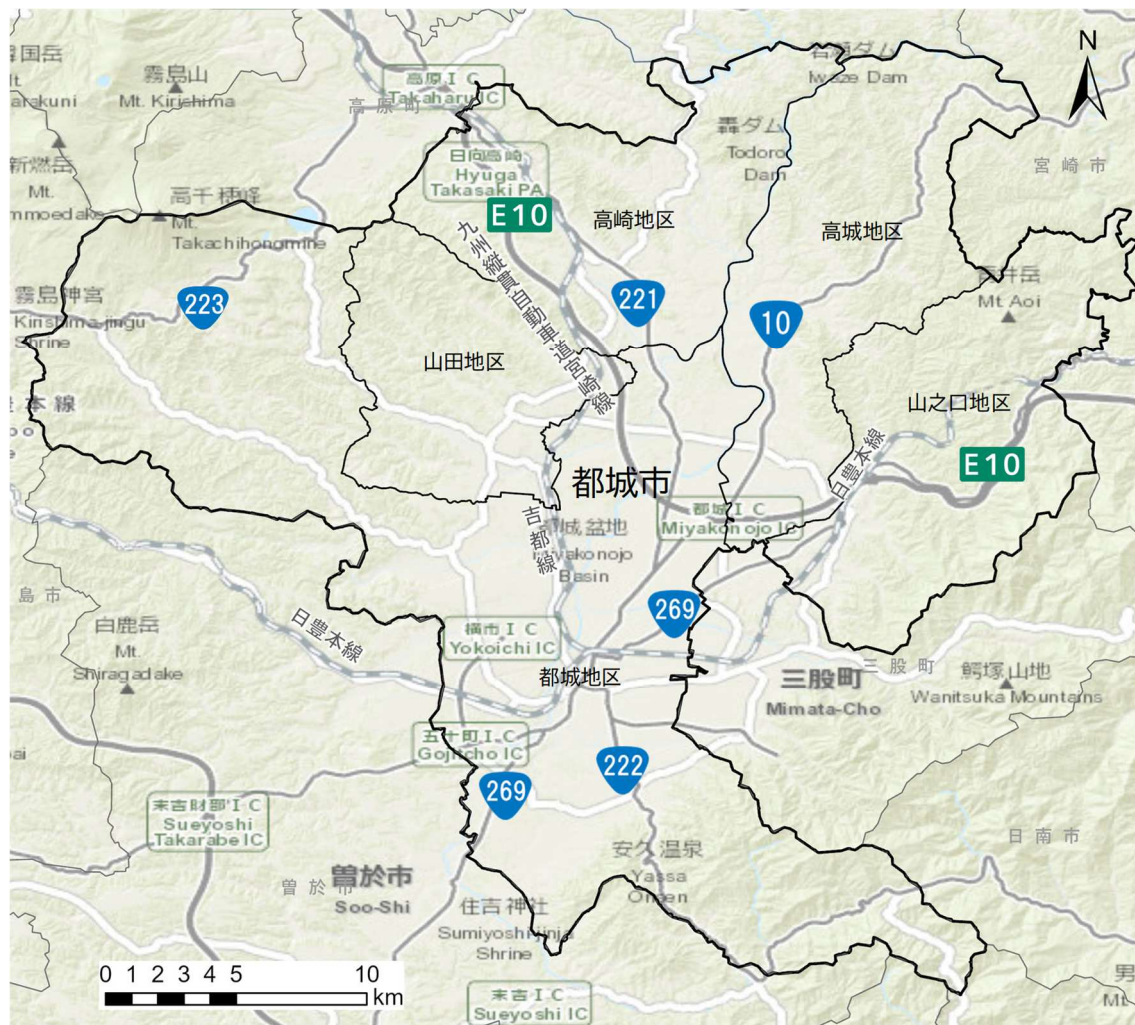 霧島山
Mt. Kirishima
高原IC
Takaharu IC
高原町
岩瀬ダム
Iwaze Dam
N
轟ダム
Todoro
Dam
宮崎市
日向高崎
Hyuga
Takasaki PA
E10
新燃岳
Mt.
高千穂峰
Mt.
Takachihonomine
高崎地区
高城地区
九州縦貫自動車道宮崎線
霧島神宮
Kirishima-jingu
Shrine
223
221
10
Mt. Aoi
山田地区
山之口地区
日豊本線
E10
都城市
都城IC
Miyakonojo IC
都城盆地
Miyakonojo
Basin
吉都線
269
白鹿岳
Mt.
Shiragadake
日豊本線
横市IC
Yokoichi IC
都城地区
三股町
三股町
Mimata-Cho
鰐塚山地
Wanitsuka Mountains
五十町IC
Gojitcho IC
222
269
末吉財部IC
Sueyoshi
Takarabe IC
安久温泉
Yassa
Onsen
日南市
曽於市
曽於市
Soo-Shi
住吉神社
Sumiyoshi-jinja
Shrine
末吉IC
Sueyoshi IC
0 1 2 3 4 5 10
km